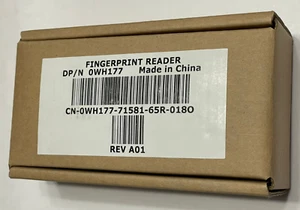 FINGERPRINT READER
DP/N 0WH177 Made in China
CN-0WH177-71581-65R-018O
REV A01